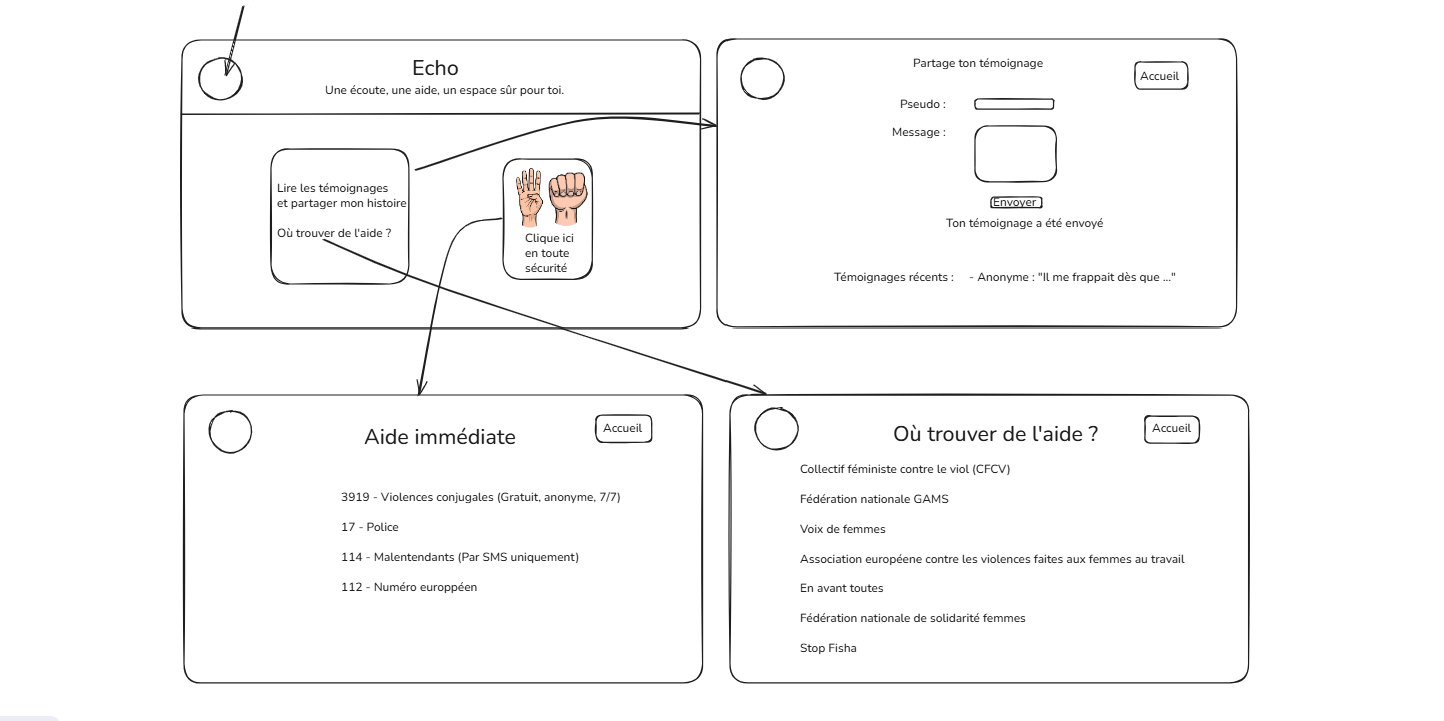 Echo
Une écoute, une aide, un espace sûr pour toi.
Lire les témoignages
et partager mon histoire
Où trouver de l'aide ?
Clique ici
en toute
sécurité
Partage ton témoignage
Accueil
Pseudo :
Message :
Envoyer
Ton témoignage a été envoyé
Témoignages récents : - Anonyme : "Il me frappait dès que ..."
Aide immédiate
Accueil
3919 - Violences conjugales (Gratuit, anonyme, 7/7)
17 - Police
114 - Malentendants (Par SMS uniquement)
112 - Numéro europpéen
Où trouver de l'aide ?
Accueil
Collectif féministe contre le viol (CFCV)
Fédération nationale GAMS
Voix de femmes
Association européene contre les violences faites aux femmes au travail
En avant toutes
Fédération nationale de solidarité femmes
Stop Fisha